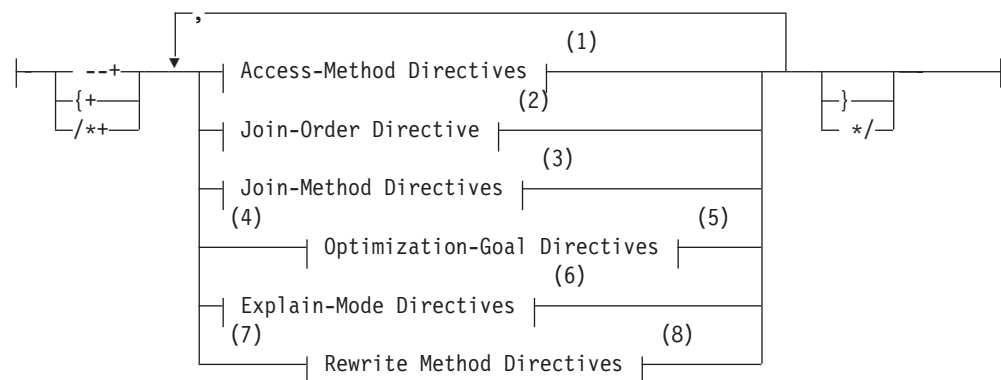 ,
(1)
--+ Access-Method Directives
{+ }
(2)
/*+ */
Join-Order Directive
(3)
Join-Method Directives
(4) (5)
Optimization-Goal Directives
(6)
Explain-Mode Directives
(7) (8)
Rewrite Method Directives